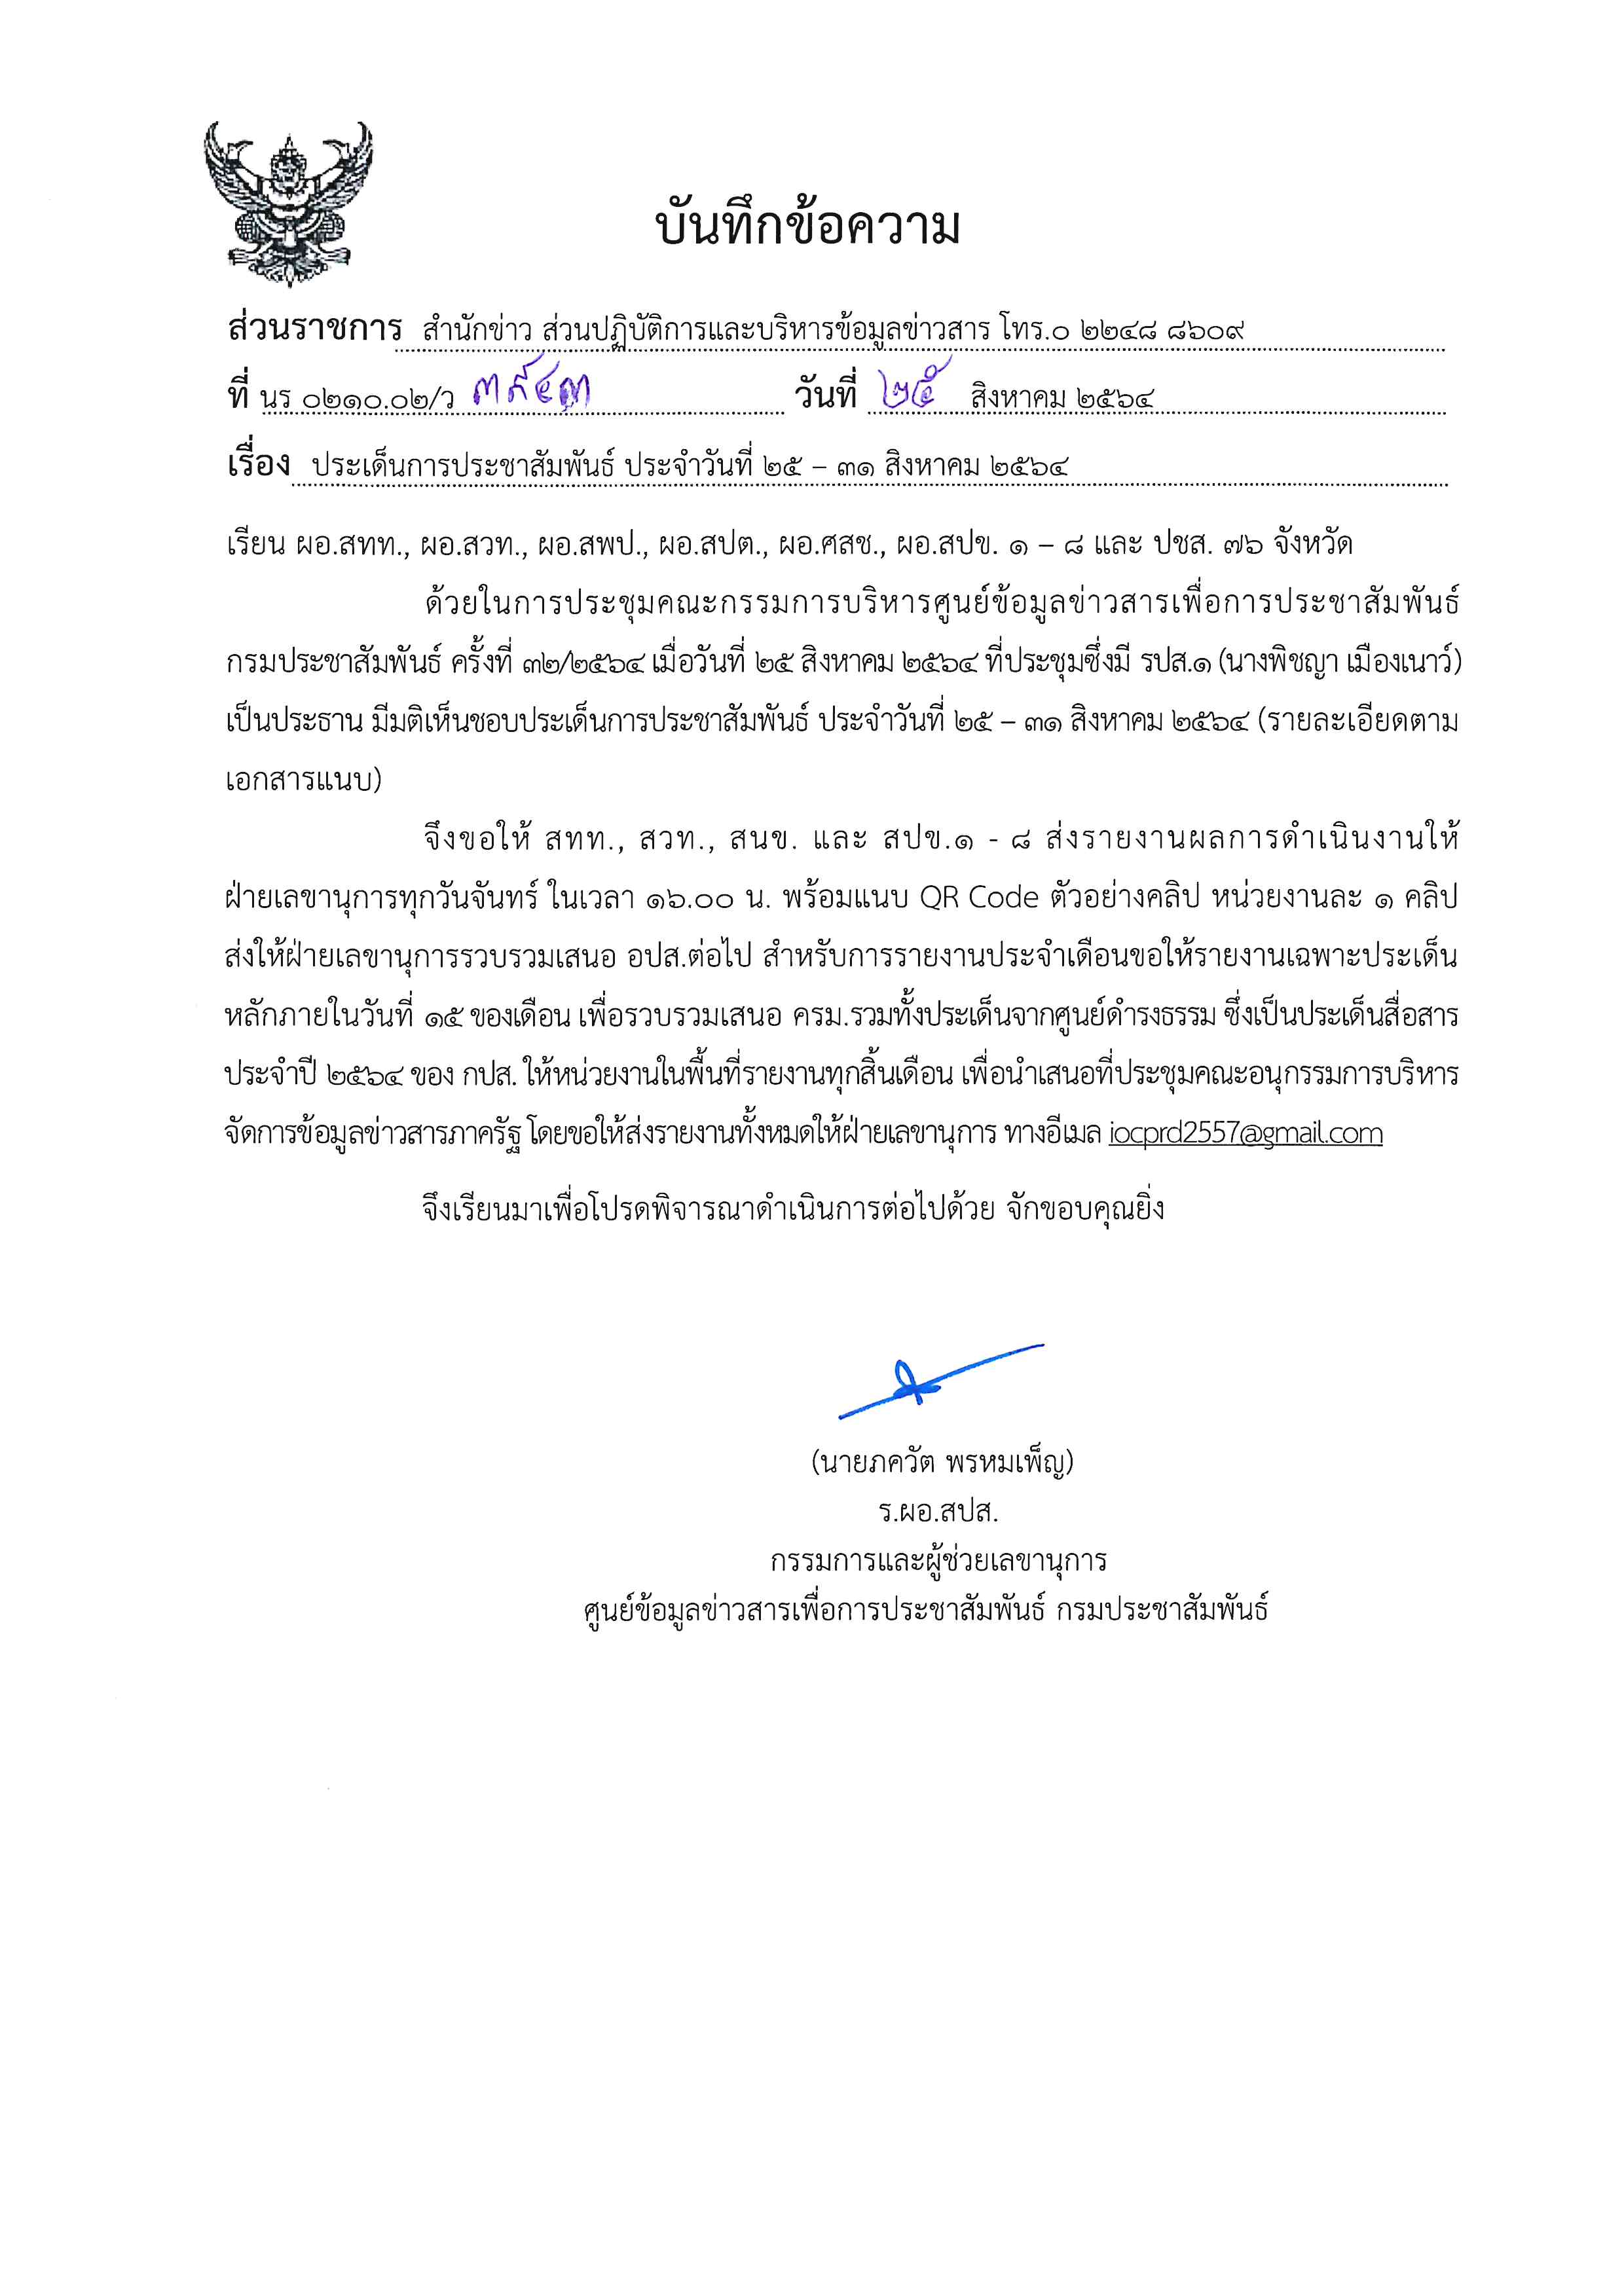 บันทึกข้อความ
ส่วนราชการ สำนักข่าว ส่วนปฏิบัติการและบริหารข้อมูลข่าวสาร โทร.๐ ๒๒๔๘ ๘๖๐๙
ที่ นร ๐๒๑๐.๐๒/ว วันที่ ๒๕ สิงหาคม ๒๕๖๔
เรื่อง ประเด็นการประชาสัมพันธ์ ประจำวันที่ ๒๕ – ๓๑ สิงหาคม ๒๕๖๔
เรียน ผอ.สทท., ผอ.สวท., ผอ.สพป., ผอ.สปต., ผอ.ศสช., ผอ.สปข. ๑ – ๘ และ ปชส. ๗๖ จังหวัด
ด้วยในการประชุมคณะกรรมการบริหารศูนย์ข้อมูลข่าวสารเพื่อการประชาสัมพันธ์
กรมประชาสัมพันธ์ ครั้งที่ ๓๒/๒๕๖๔ เมื่อวันที่ ๒๕ สิงหาคม ๒๕๖๔ ที่ประชุมซึ่งมี รปส.๑ (นางพิชญา เมืองเนาว์)
เป็นประธาน มีมติเห็นชอบประเด็นการประชาสัมพันธ์ ประจำวันที่ ๒๕ – ๓๑ สิงหาคม ๒๕๖๔ (รายละเอียดตาม
เอกสารแนบ)
จึงขอให้ สทท., สวท., สนข. และ สปข.๑ - ๘ ส่งรายงานผลการดำเนินงานให้
ฝ่ายเลขานุการทุกวันจันทร์ ในเวลา ๑๖.๐๐ น. พร้อมแนบ QR Code ตัวอย่างคลิป หน่วยงานละ ๑ คลิป
ส่งให้ฝ่ายเลขานุการรวบรวมเสนอ อปส.ต่อไป สำหรับการรายงานประจำเดือนขอให้รายงานเฉพาะประเด็น
หลักภายในวันที่ ๑๕ ของเดือน เพื่อรวบรวมเสนอ ครม.รวมทั้งประเด็นจากศูนย์ดำรงธรรม ซึ่งเป็นประเด็นสื่อสาร
ประจำปี ๒๕๖๔ ของ กปส. ให้หน่วยงานในพื้นที่รายงานทุกสิ้นเดือน เพื่อนำเสนอที่ประชุมคณะอนุกรรมการบริหาร
จัดการข้อมูลข่าวสารภาครัฐ โดยขอให้ส่งรายงานทั้งหมดให้ฝ่ายเลขานุการ ทางอีเมล iocprd2557@gmail.com
จึงเรียนมาเพื่อโปรดพิจารณาดำเนินการต่อไปด้วย จักขอบคุณยิ่ง
(นายภควัต พรหมเพ็ญ)
ร.ผอ.สปส.
กรรมการและผู้ช่วยเลขานุการ
ศูนย์ข้อมูลข่าวสารเพื่อการประชาสัมพันธ์ กรมประชาสัมพันธ์